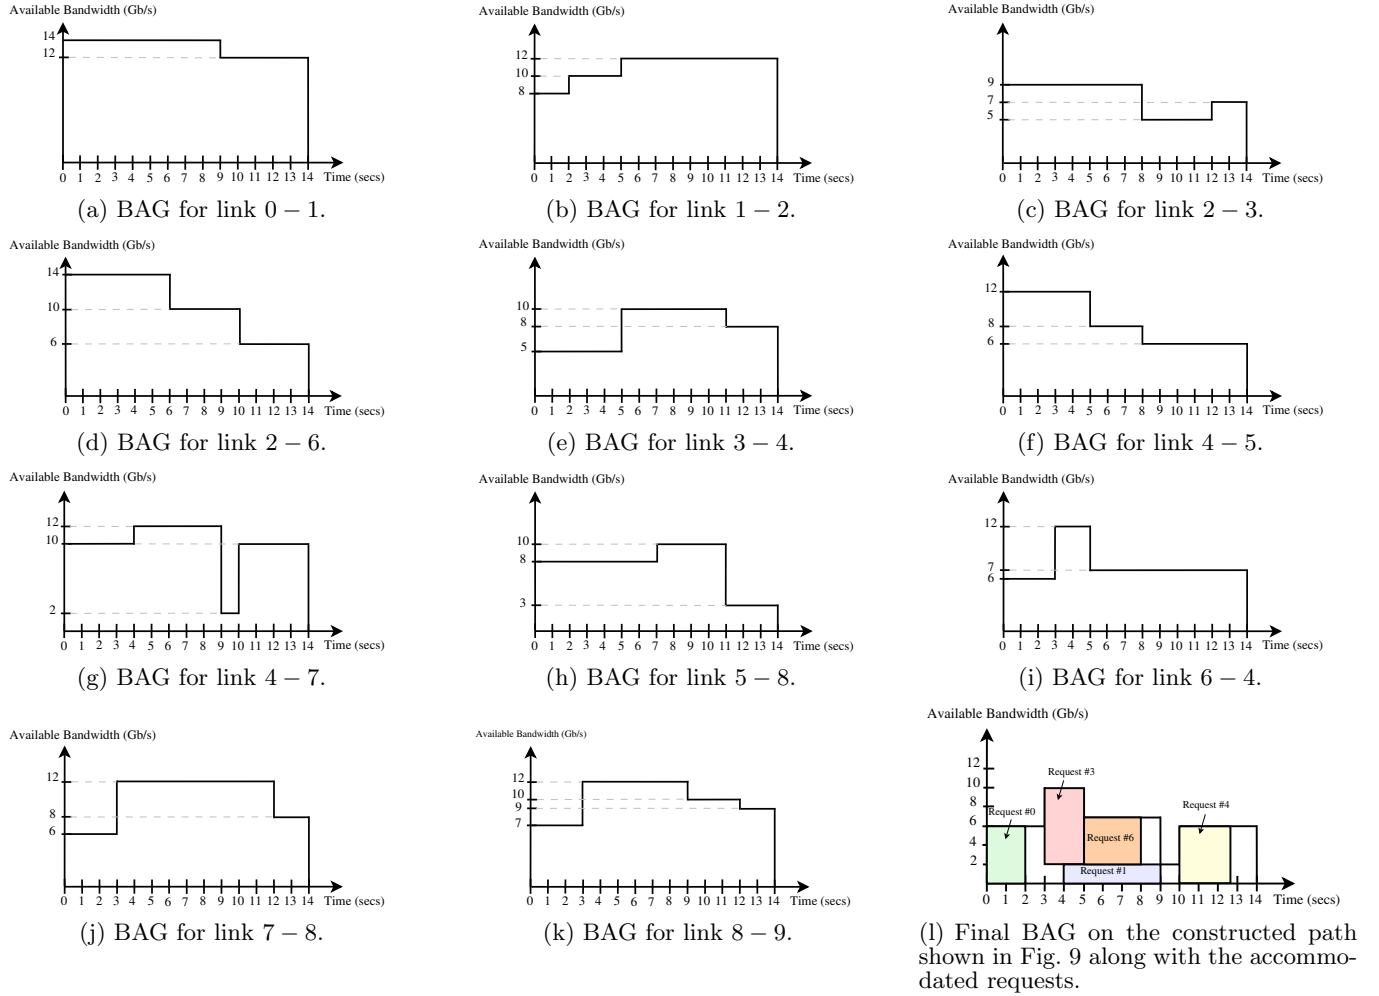 Available Bandwidth (Gb/s)
14
12
0 1 2 3 4 5 6 7 8 9 10 11 12 13 14 Time (secs)
(a) BAG for link 0 − 1.
Available Bandwidth (Gb/s)
12
10
8
0 1 2 3 4 5 6 7 8 9 10 11 12 13 14 Time (secs)
(b) BAG for link 1 − 2.
Available Bandwidth (Gb/s)
9
7
5
0 1 2 3 4 5 6 7 8 9 10 11 12 13 14 Time (secs)
(c) BAG for link 2 − 3.
Available Bandwidth (Gb/s)
14
10
6
0 1 2 3 4 5 6 7 8 9 10 11 12 13 14 Time (secs)
(d) BAG for link 2 − 6.
Available Bandwidth (Gb/s)
10
8
5
0 1 2 3 4 5 6 7 8 9 10 11 12 13 14 Time (secs)
(e) BAG for link 3 − 4.
Available Bandwidth (Gb/s)
12
8
6
0 1 2 3 4 5 6 7 8 9 10 11 12 13 14 Time (secs)
(f) BAG for link 4 − 5.
Available Bandwidth (Gb/s)
12
10
2
0 1 2 3 4 5 6 7 8 9 10 11 12 13 14 Time (secs)
(g) BAG for link 4 − 7.
Available Bandwidth (Gb/s)
10
8
3
0 1 2 3 4 5 6 7 8 9 10 11 12 13 14 Time (secs)
(h) BAG for link 5 − 8.
Available Bandwidth (Gb/s)
12
7
6
0 1 2 3 4 5 6 7 8 9 10 11 12 13 14 Time (secs)
(i) BAG for link 6 − 4.
Available Bandwidth (Gb/s)
12
8
6
0 1 2 3 4 5 6 7 8 9 10 11 12 13 14 Time (secs)
(j) BAG for link 7 − 8.
Available Bandwidth (Gb/s)
12
10
9
7
0 1 2 3 4 5 6 7 8 9 10 11 12 13 14 Time (secs)
(k) BAG for link 8 − 9.
Available Bandwidth (Gb/s)
12
Request #3
10
8
Request #0
Request #4
6
Request #6
4
2
Request #1
0 1 2 3 4 5 6 7 8 9 10 11 12 13 14 Time (secs)
(l) Final BAG on the constructed path
shown in Fig. 9 along with the accommo-
dated requests.